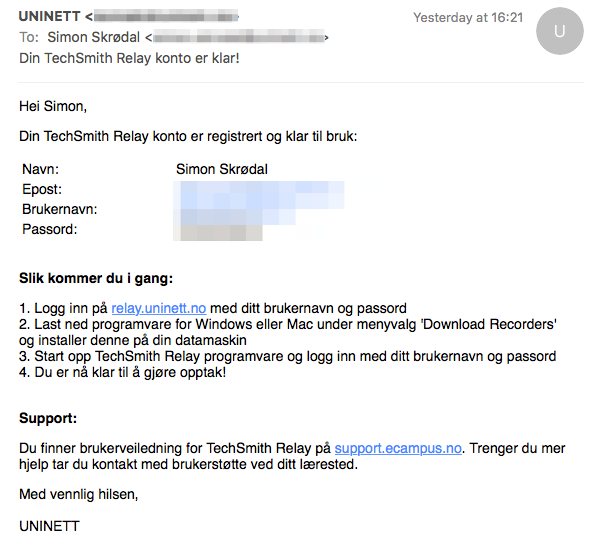 UNINETT <
Yesterday at 16:21
U
To: Simon Skrødal < >
Din TechSmith Relay konto er klar!
Hei Simon,
Din TechSmith Relay konto er registrert og klar til bruk:
Navn: Simon Skrødal
Epost:
Brukernavn:
Passord:
Slik kommer du i gang:
1. Logg inn på relay.uninett.no med ditt brukernavn og passord
2. Last ned programvare for Windows eller Mac under menyvalg 'Download Recorders'
og installer denne på din datamaskin
3. Start opp TechSmith Relay programvare og logg inn med ditt brukernavn og passord
4. Du er nå klar til å gjøre opptak!
Support:
Du finner brukerveiledning for TechSmith Relay på support.ecampus.no. Trenger du mer
hjelp tar du kontakt med brukerstøtte ved ditt lærested.
Med vennlig hilsen,
UNINETT